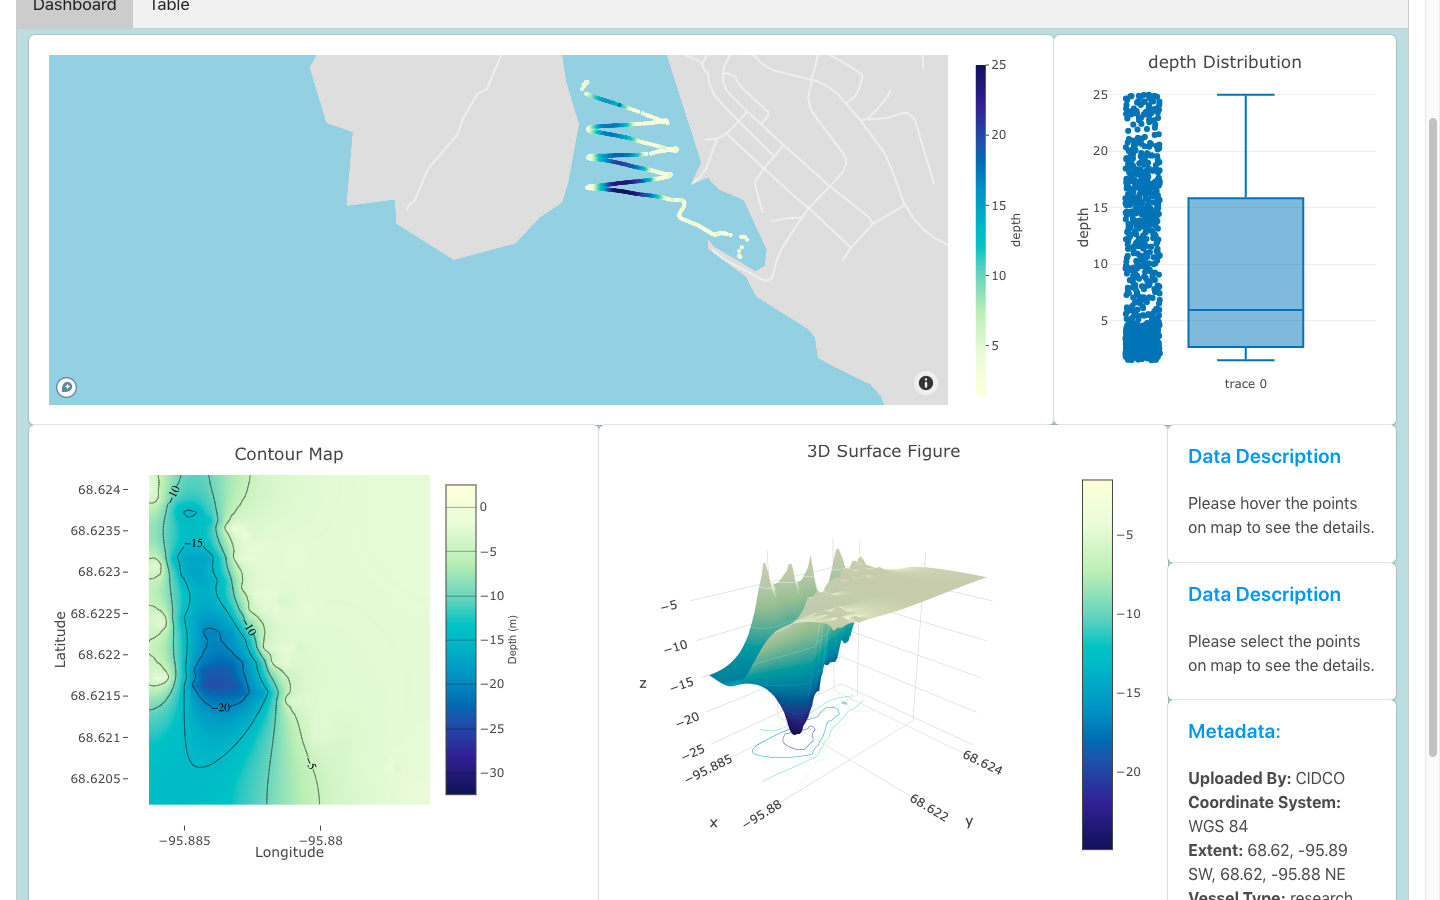 Dashboard
Table
25
20
15
10
5
depth
depth Distribution
25
20
15
10
5
depth
trace 0
Contour Map
68.624
68.6235
68.623
68.6225
68.622
68.6215
68.621
68.6205
Latitude
−10
−15
−10
−20
−5
−95.885
−95.88
Longitude
0
−5
−10
−15
−20
−25
−30
Depth (m)
3D Surface Figure
−5
−10
−15
−20
−25
z
−95.885
−95.88
x
68.624
68.622
y
−5
−10
−15
−20
Data Description
Please hover the points
on map to see the details.
Data Description
Please select the points
on map to see the details.
Metadata:
Uploaded By: CIDCO
Coordinate System:
WGS 84
Extent: 68.62, -95.89
SW, 68.62, -95.88 NE
Vessel Type: research